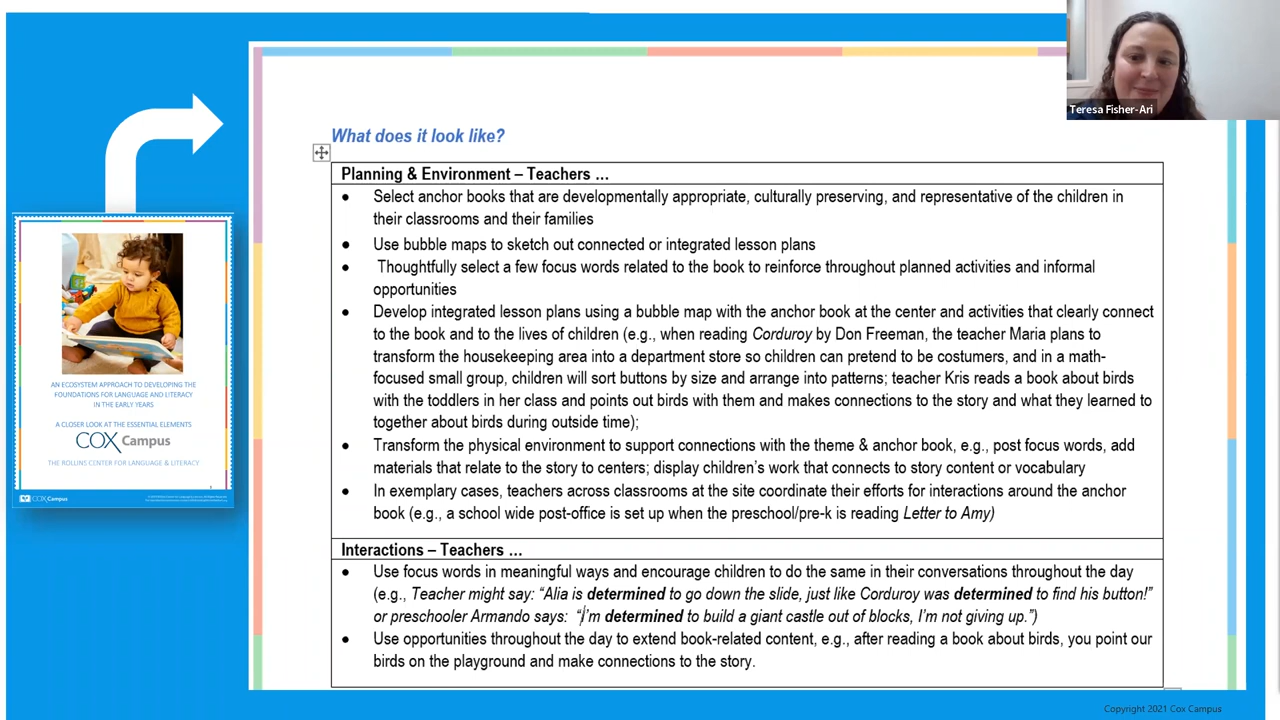 Teresa Fisher-Ari
What does it look like?
Planning & Environment – Teachers …
● Select anchor books that are developmentally appropriate, culturally preserving, and representative of the children in
their classrooms and their families
● Use bubble maps to sketch out connected or integrated lesson plans
● Thoughtfully select a few focus words related to the book to reinforce throughout planned activities and informal
opportunities
● Develop integrated lesson plans using a bubble map with the anchor book at the center and activities that clearly connect
to the book and to the lives of children (e.g., when reading Corduroy by Don Freeman, the teacher Maria plans to
transform the housekeeping area into a department store so children can pretend to be costumers, and in a math-
focused small group, children will sort buttons by size and arrange into patterns; teacher Kris reads a book about birds
with the toddlers in her class and points out birds with them and makes connections to the story and what they learned to
together about birds during outside time);
● Transform the physical environment to support connections with the theme & anchor book, e.g., post focus words, add
materials that relate to the story to centers; display children's work that connects to story content or vocabulary
● In exemplary cases, teachers across classrooms at the site coordinate their efforts for interactions around the anchor
book (e.g., a school wide post-office is set up when the preschool/pre-k is reading Letter to Amy)
Interactions – Teachers …
● Use focus words in meaningful ways and encourage children to do the same in their conversations throughout the day
(e.g., Teacher might say: “Alia is determined to go down the slide, just like Corduroy was determined to find his button!”
or preschooler Armando says: “I'm determined to build a giant castle out of blocks, I'm not giving up.”)
● Use opportunities throughout the day to extend book-related content, e.g., after reading a book about birds, you point our
birds on the playground and make connections to the story.
AN ECOSYSTEM APPROACH TO DEVELOPING THE
FOUNDATIONS FOR LANGUAGE AND LITERACY
IN THE EARLY YEARS
A CLOSER LOOK AT THE ESSENTIAL ELEMENTS
COX Campus
THE ROLLINS CENTER FOR LANGUAGE & LITERACY
COX Campus
Copyright 2021 Cox Campus